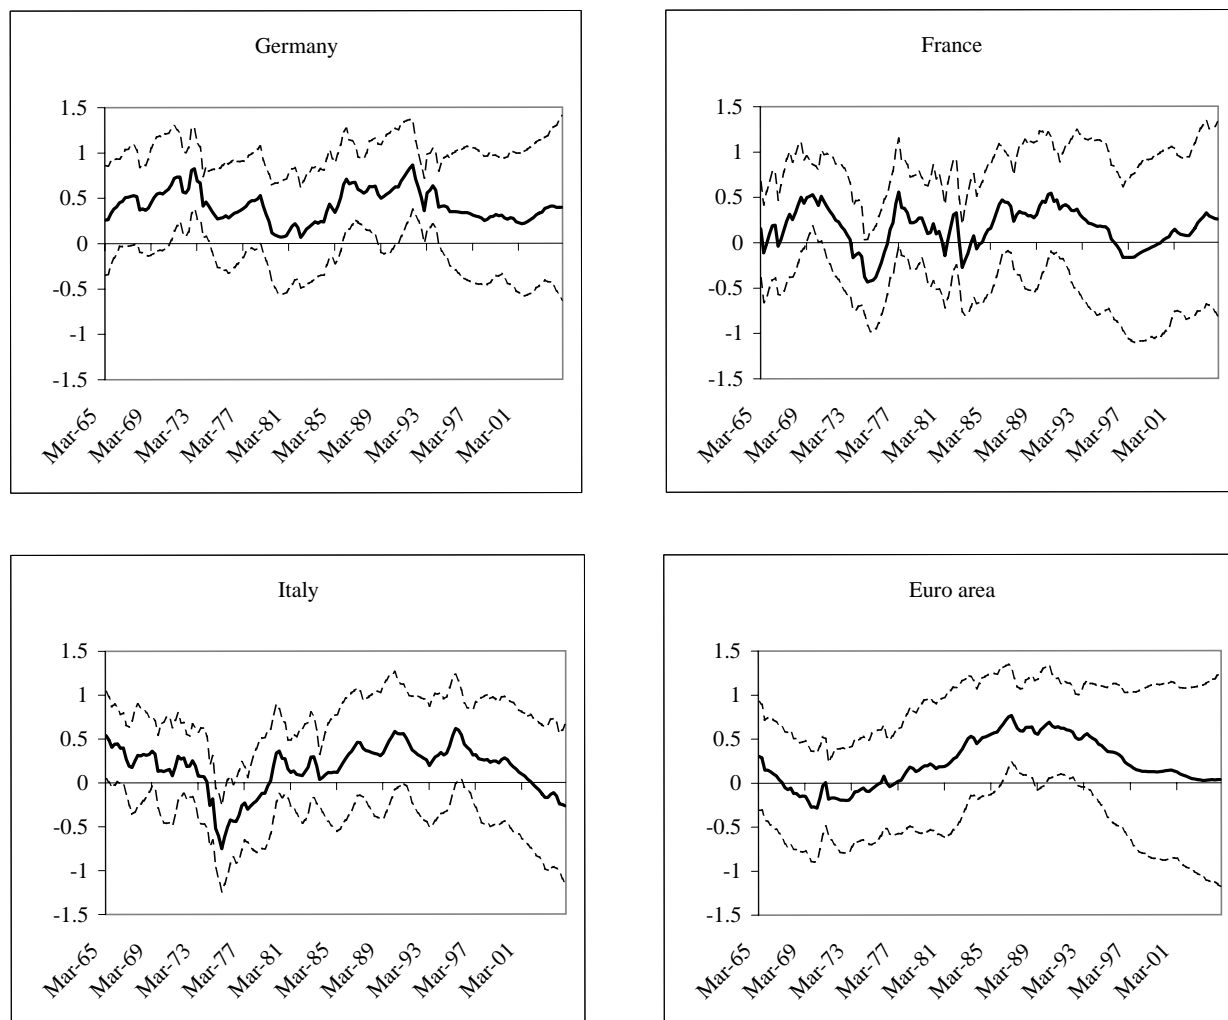 Germany
1.5
1
0.5
0
-0.5
-1
-1.5
Mar-65
Mar-69
Mar-73
Mar-77
Mar-81
Mar-85
Mar-89
Mar-93
Mar-97
Mar-01
France
1.5
1
0.5
0
-0.5
-1
-1.5
Mar-65
Mar-69
Mar-73
Mar-77
Mar-81
Mar-85
Mar-89
Mar-93
Mar-97
Mar-01
Italy
1.5
1
0.5
0
-0.5
-1
-1.5
Mar-65
Mar-69
Mar-73
Mar-77
Mar-81
Mar-85
Mar-89
Mar-93
Mar-97
Mar-01
Euro area
1.5
1
0.5
0
-0.5
-1
-1.5
Mar-65
Mar-69
Mar-73
Mar-77
Mar-81
Mar-85
Mar-89
Mar-93
Mar-97
Mar-01